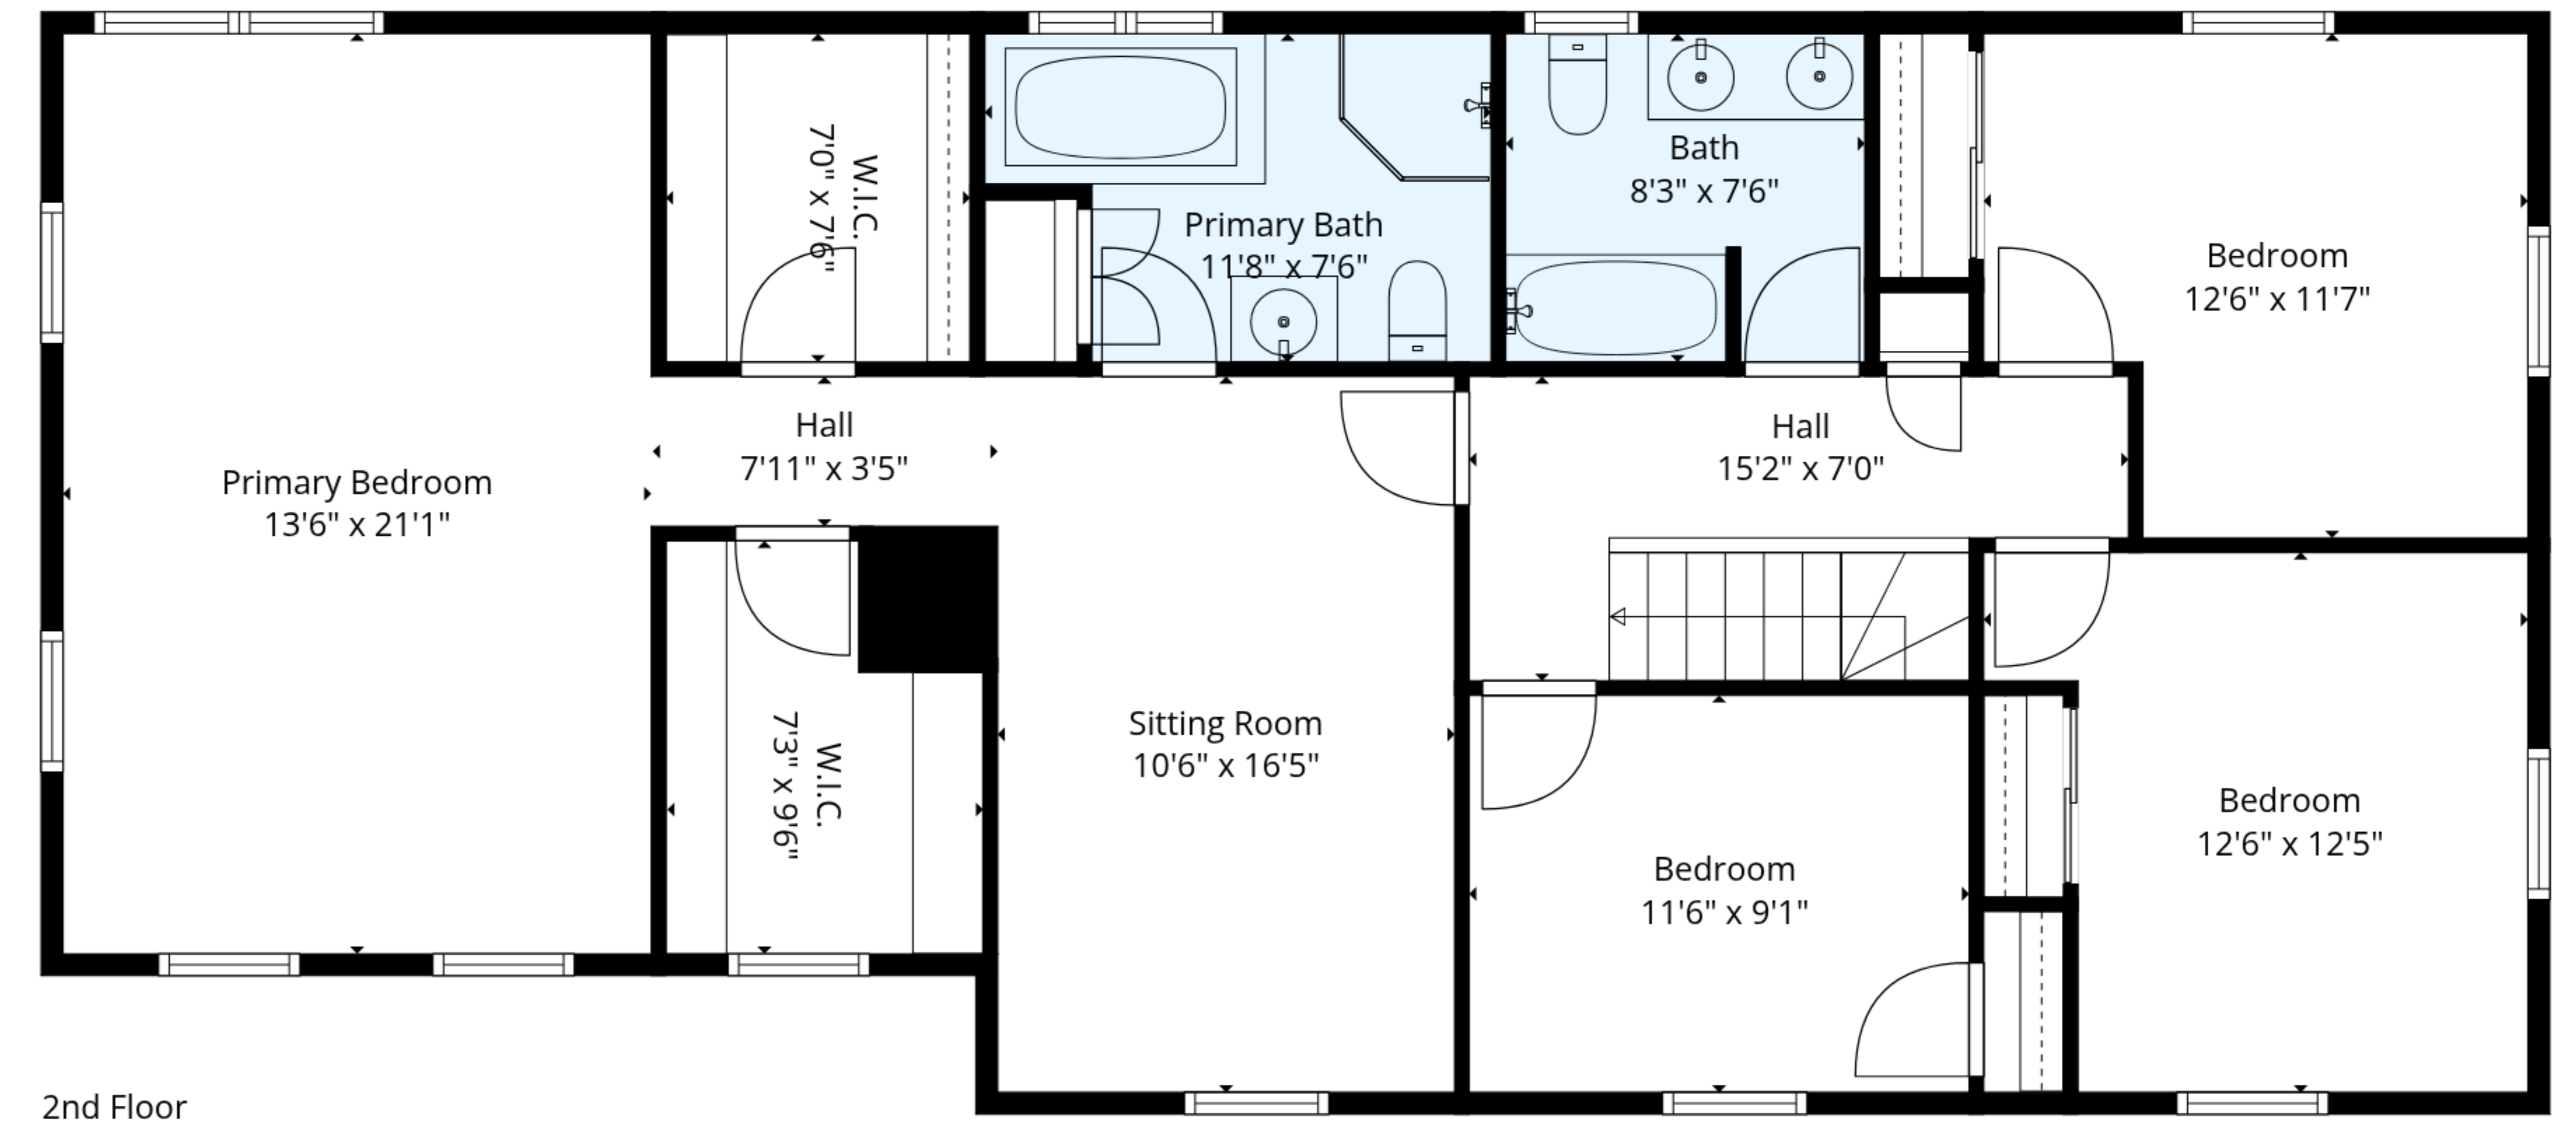 W.I.C.
7'0" x 7'6"
Primary Bath
11'8" x 7'6"
Bath
8'3" x 7'6"
Bedroom
12'6" x 11'7"
Hall
7'11" x 3'5"
Hall
15'2" x 7'0"
Primary Bedroom
13'6" x 21'1"
W.I.C.
7'3" x 9'6"
Sitting Room
10'6" x 16'5"
Bedroom
11'6" x 9'1"
Bedroom
12'6" x 12'5"
2nd Floor